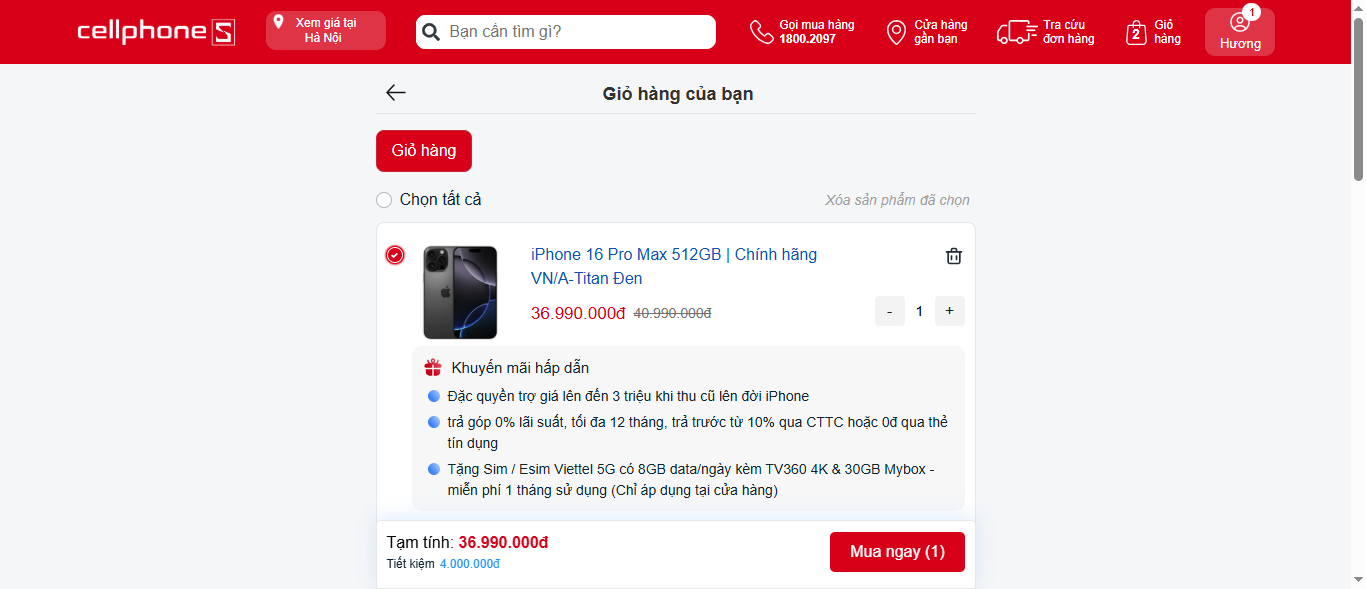 cellphoneS
Xem giá tại
Hà Nội
Bạn cần tìm gì?
Gọi mua hàng
1800.2097
Cửa hàng
gần bạn
Tra cứu
đơn hàng
2
Giỏ
hàng
1
Hương
Giỏ hàng của bạn
Giỏ hàng
Chọn tất cả
Xóa sản phẩm đã chọn
iPhone 16 Pro Max 512GB | Chính hãng
VN/A-Titan Đen
36.990.000đ 40.990.000đ
- 1 +
Khuyến mãi hấp dẫn
Đặc quyền trợ giá lên đến 3 triệu khi thu cũ lên đời iPhone
trả góp 0% lãi suất, tối đa 12 tháng, trả trước từ 10% qua CTTC hoặc 0đ qua thẻ
tín dụng
Tặng Sim / Esim Viettel 5G có 8GB data/ngày kèm TV360 4K & 30GB Mybox -
miễn phí 1 tháng sử dụng (Chỉ áp dụng tại cửa hàng)
Tạm tính: 36.990.000đ
Tiết kiệm 4.000.000đ
Mua ngay (1)